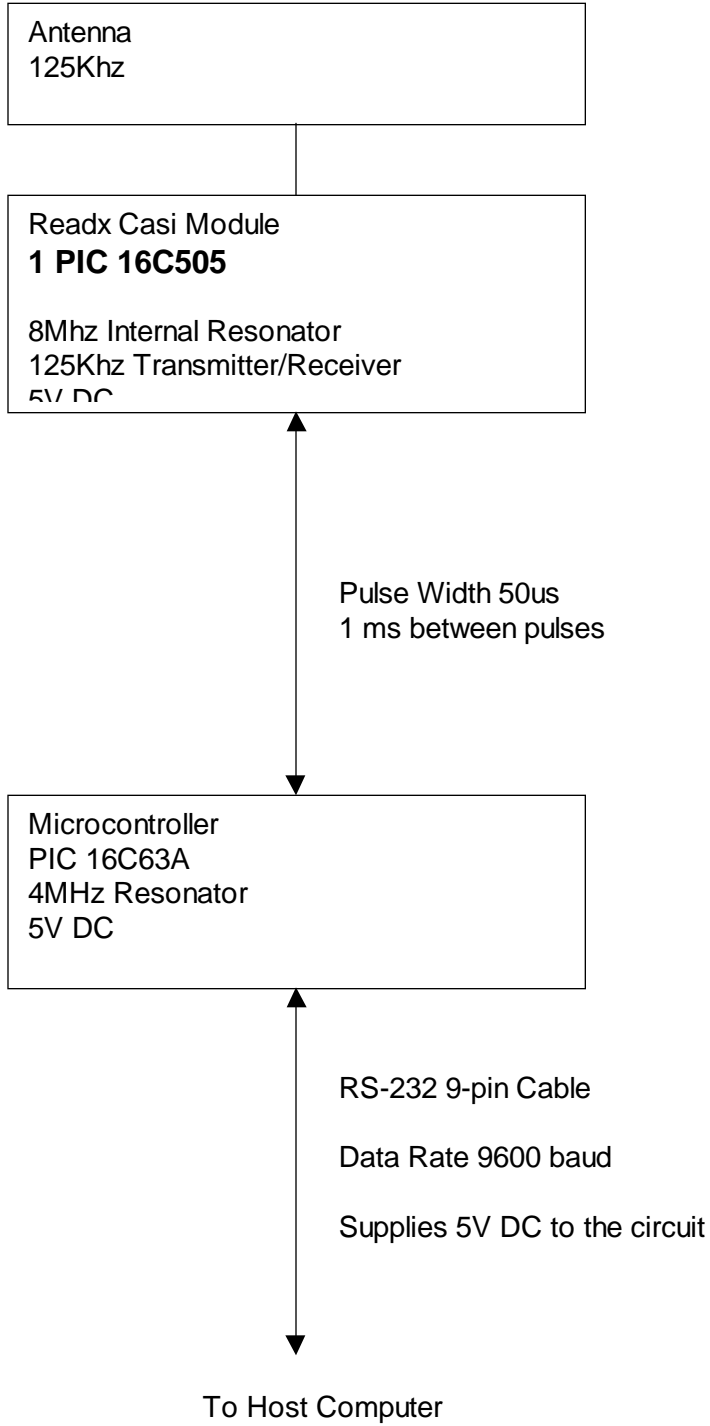 Antenna
125Khz
Readx Casi Module
1 PIC 16C505
8Mhz Internal Resonator
125Khz Transmitter/Receiver
5V DC
Pulse Width 50us
1 ms between pulses
Microcontroller
PIC 16C63A
4MHz Resonator
5V DC
RS-232 9-pin Cable
Data Rate 9600 baud
Supplies 5V DC to the circuit
To Host Computer